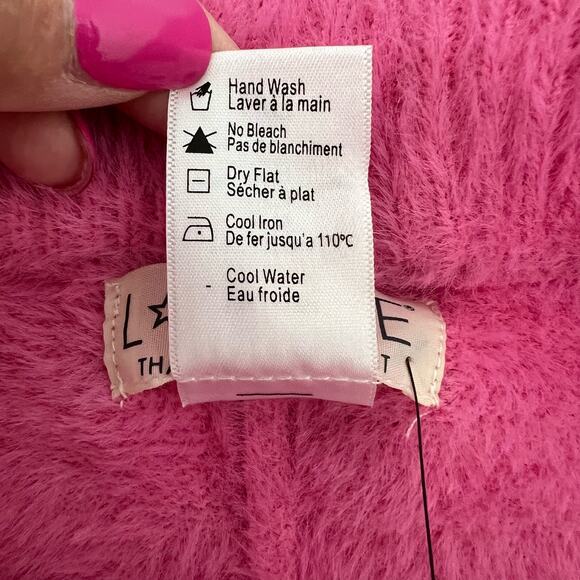 Hand Wash
Laver à la main
No Bleach
Pas de blanchiment
Dry Flat
Sécher à plat
Cool Iron
De fer jusqu'a 110ºC
- Cool Water
Eau froide